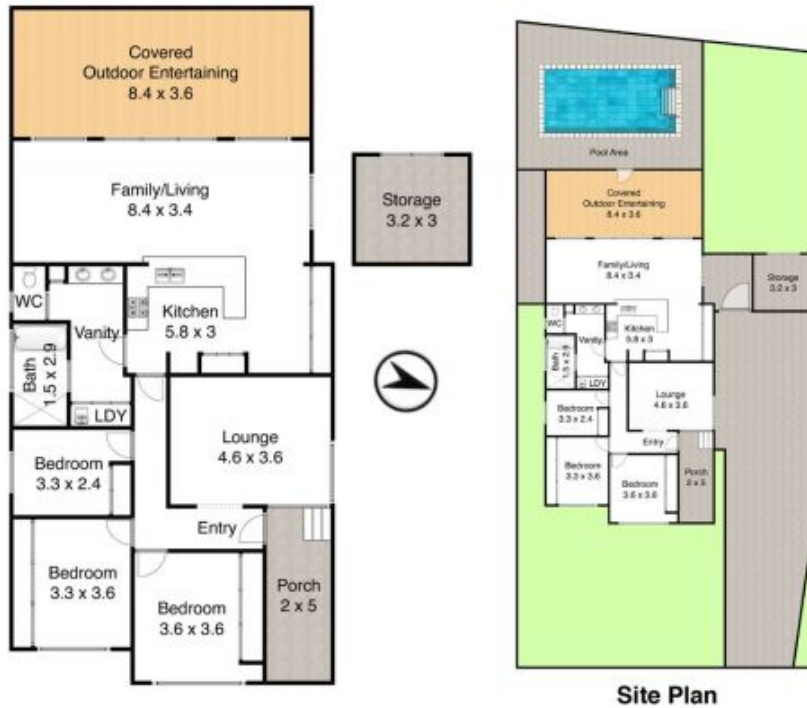 Covered
Outdoor Entertaining
8.4 x 3.6
Family/Living
8.4 x 3.4
Storage
3.2 x 3
WC
Vanity
Kitchen
5.8 x 3
Bath
1.5 x 2.9
LDY
Lounge
4.6 x 3.6
Bedroom
3.3 x 2.4
Entry
Bedroom
3.3 x 3.6
Bedroom
3.6 x 3.6
Porch
2 x 5
Pool Area
Covered
Outdoor Entertaining
8.4 x 3.6
Family/Living
8.4 x 3.4
Storage
3.2 x 3
WC
Vanity
Kitchen
5.8 x 3
Bath
1.5 x 2.9
LDY
Lounge
4.6 x 3.6
Bedroom
3.3 x 2.4
Entry
Bedroom
3.3 x 3.6
Bedroom
3.6 x 3.6
Porch
2 x 5
Site Plan